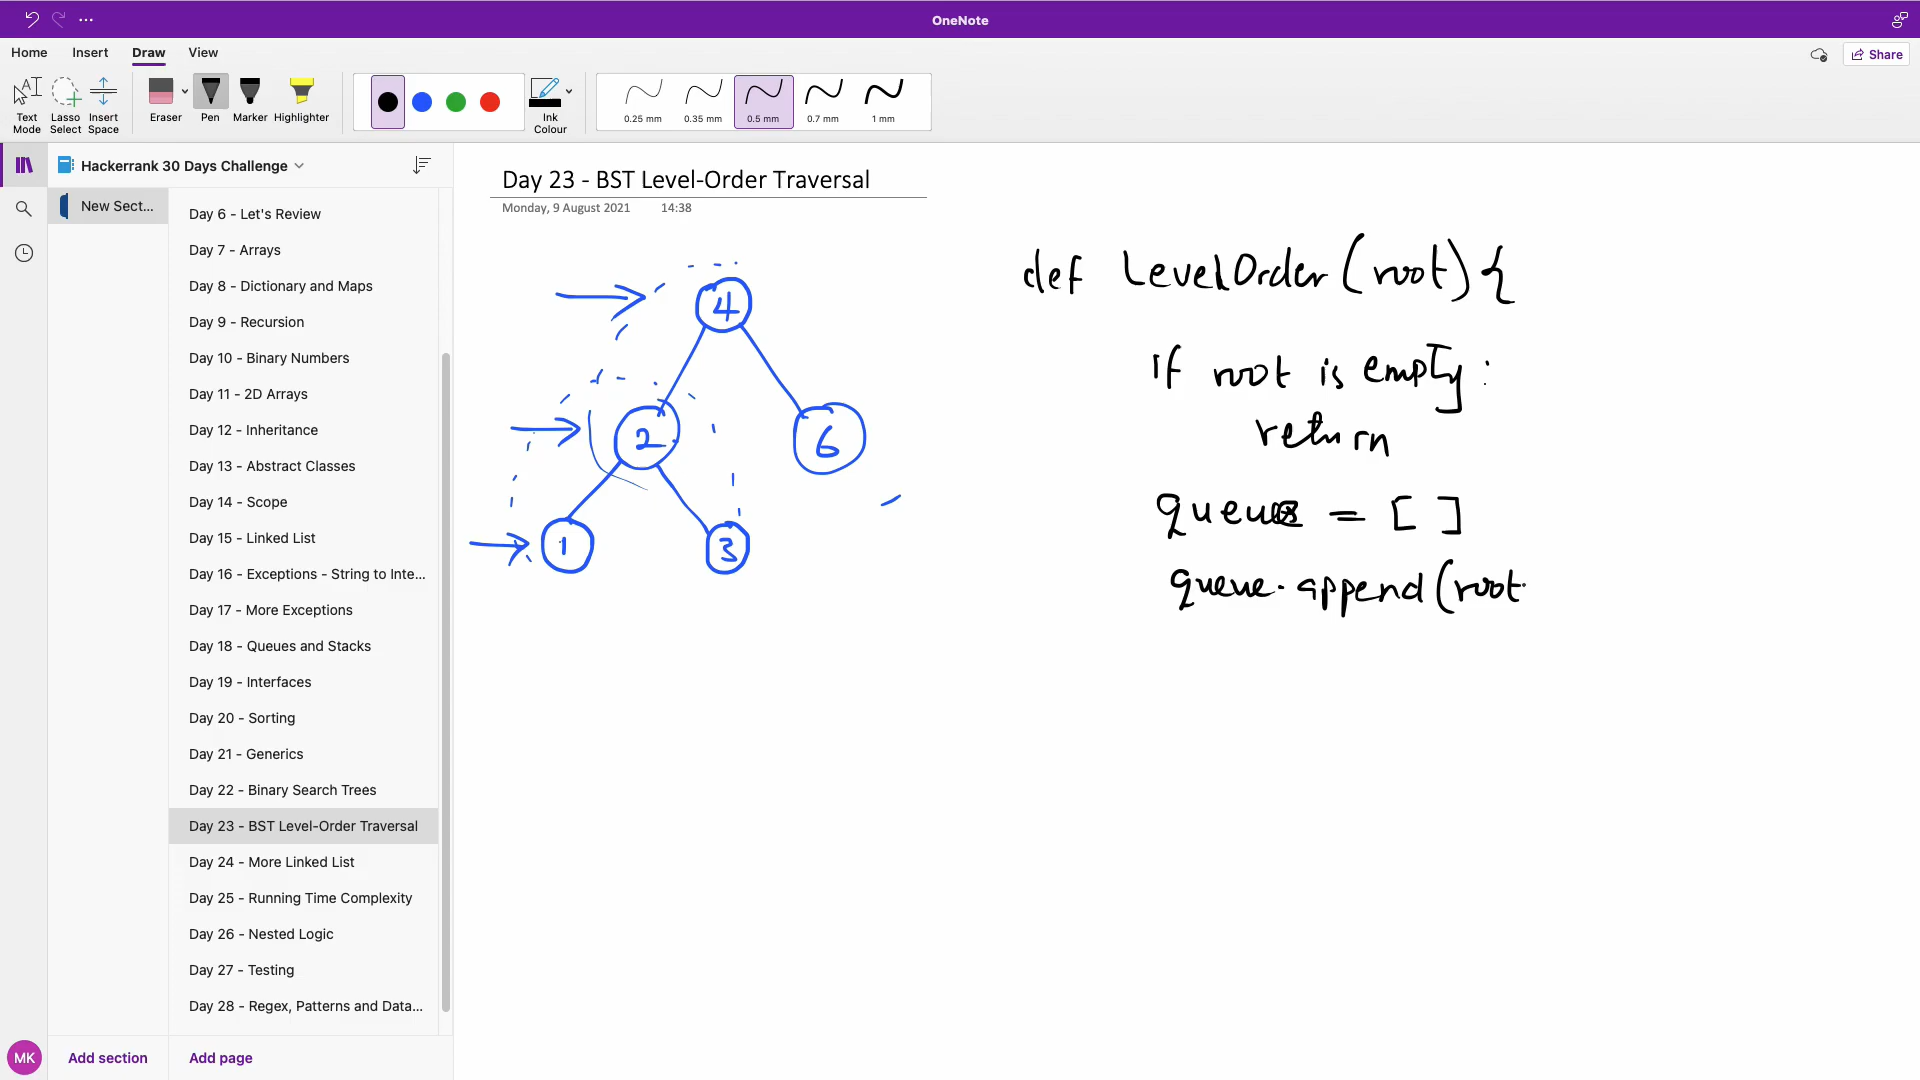 OneNote
Home Insert Draw View
Share
Text Mode
Lasso Select
Insert Space
Eraser
Pen
Marker
Highlighter
Ink Colour
0.25 mm
0.35 mm
0.5 mm
0.7 mm
1 mm
Hackerrank 30 Days Challenge
New Sect...
Day 6 - Let's Review
Day 7 - Arrays
Day 8 - Dictionary and Maps
Day 9 - Recursion
Day 10 - Binary Numbers
Day 11 - 2D Arrays
Day 12 - Inheritance
Day 13 - Abstract Classes
Day 14 - Scope
Day 15 - Linked List
Day 16 - Exceptions - String to Inte...
Day 17 - More Exceptions
Day 18 - Queues and Stacks
Day 19 - Interfaces
Day 20 - Sorting
Day 21 - Generics
Day 22 - Binary Search Trees
Day 23 - BST Level-Order Traversal
Day 24 - More Linked List
Day 25 - Running Time Complexity
Day 26 - Nested Logic
Day 27 - Testing
Day 28 - Regex, Patterns and Data...
MK
Add section
Add page
Day 23 - BST Level-Order Traversal
Monday, 9 August 2021 14:38
4
2 6
1 3
def LevelOrder (root) {
if root is empty :
return
queue = [ ]
queue.append (root